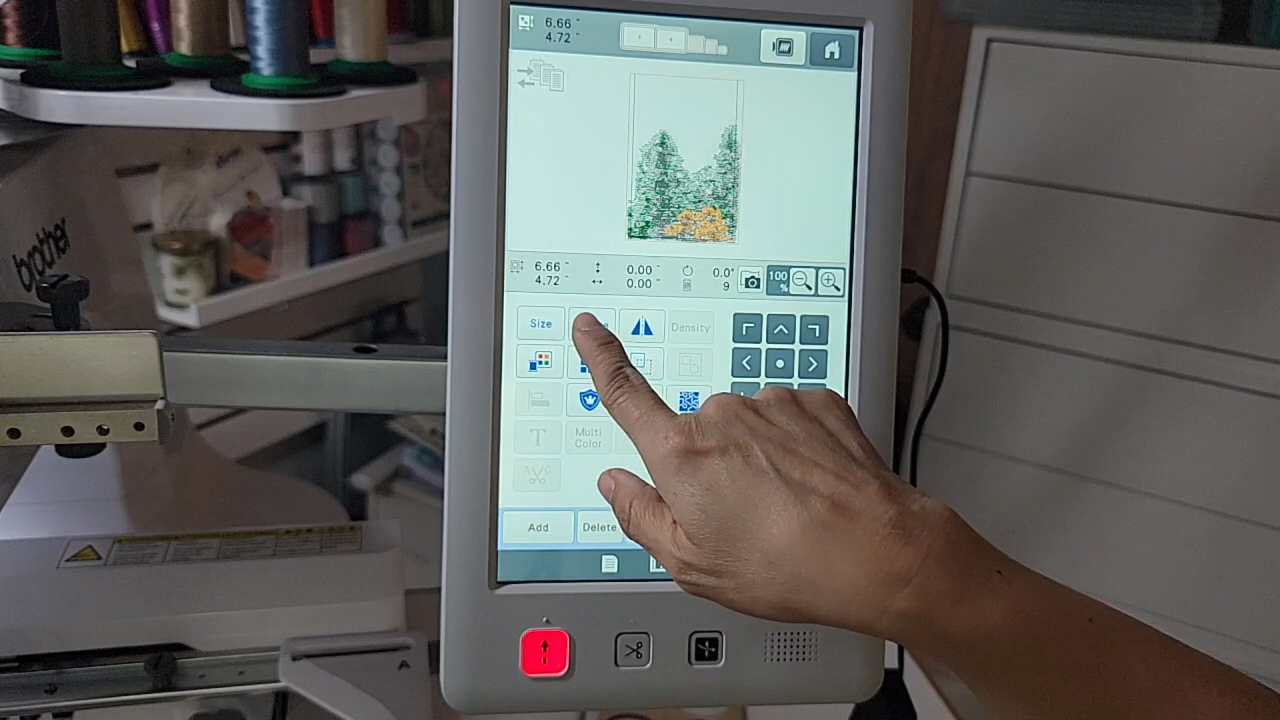 6.66"
4.72"
6.66" 0.00" 0.0°
4.72" 0.00" 9
100
%
Size
Density
T
Multi
Color
Add
Delete
brother
A